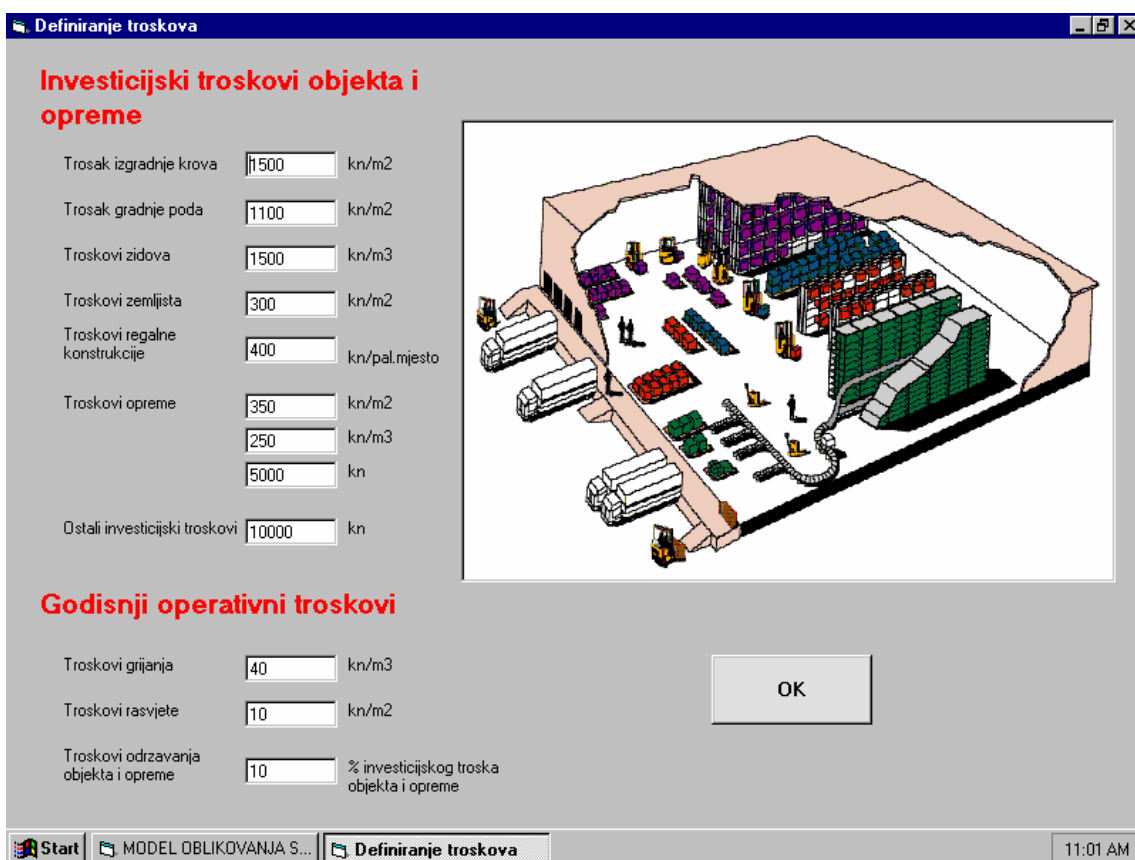 Definiranje troskova
Investicijski troskovi objekta i
opreme
Trosak izgradnje krova 1500 kn/m2
Trosak gradnje poda 1100 kn/m2
Troskovi zidova 1500 kn/m3
Troskovi zemljista 300 kn/m2
Troskovi regalne
konstrukcije 400 kn/pal.mjesto
Troskovi opreme 350 kn/m2
250 kn/m3
5000 kn
Ostali investicijski troskovi 10000 kn
Godisnji operativni troskovi
Troskovi grijanja 40 kn/m3
Troskovi rasvjete 10 kn/m2
Troskovi odrzavanja
objekta i opreme 10 % investicijskog troska
objekta i opreme
OK
Start MODEL OBLIKOVANJA S... Definiranje troskova 11:01 AM